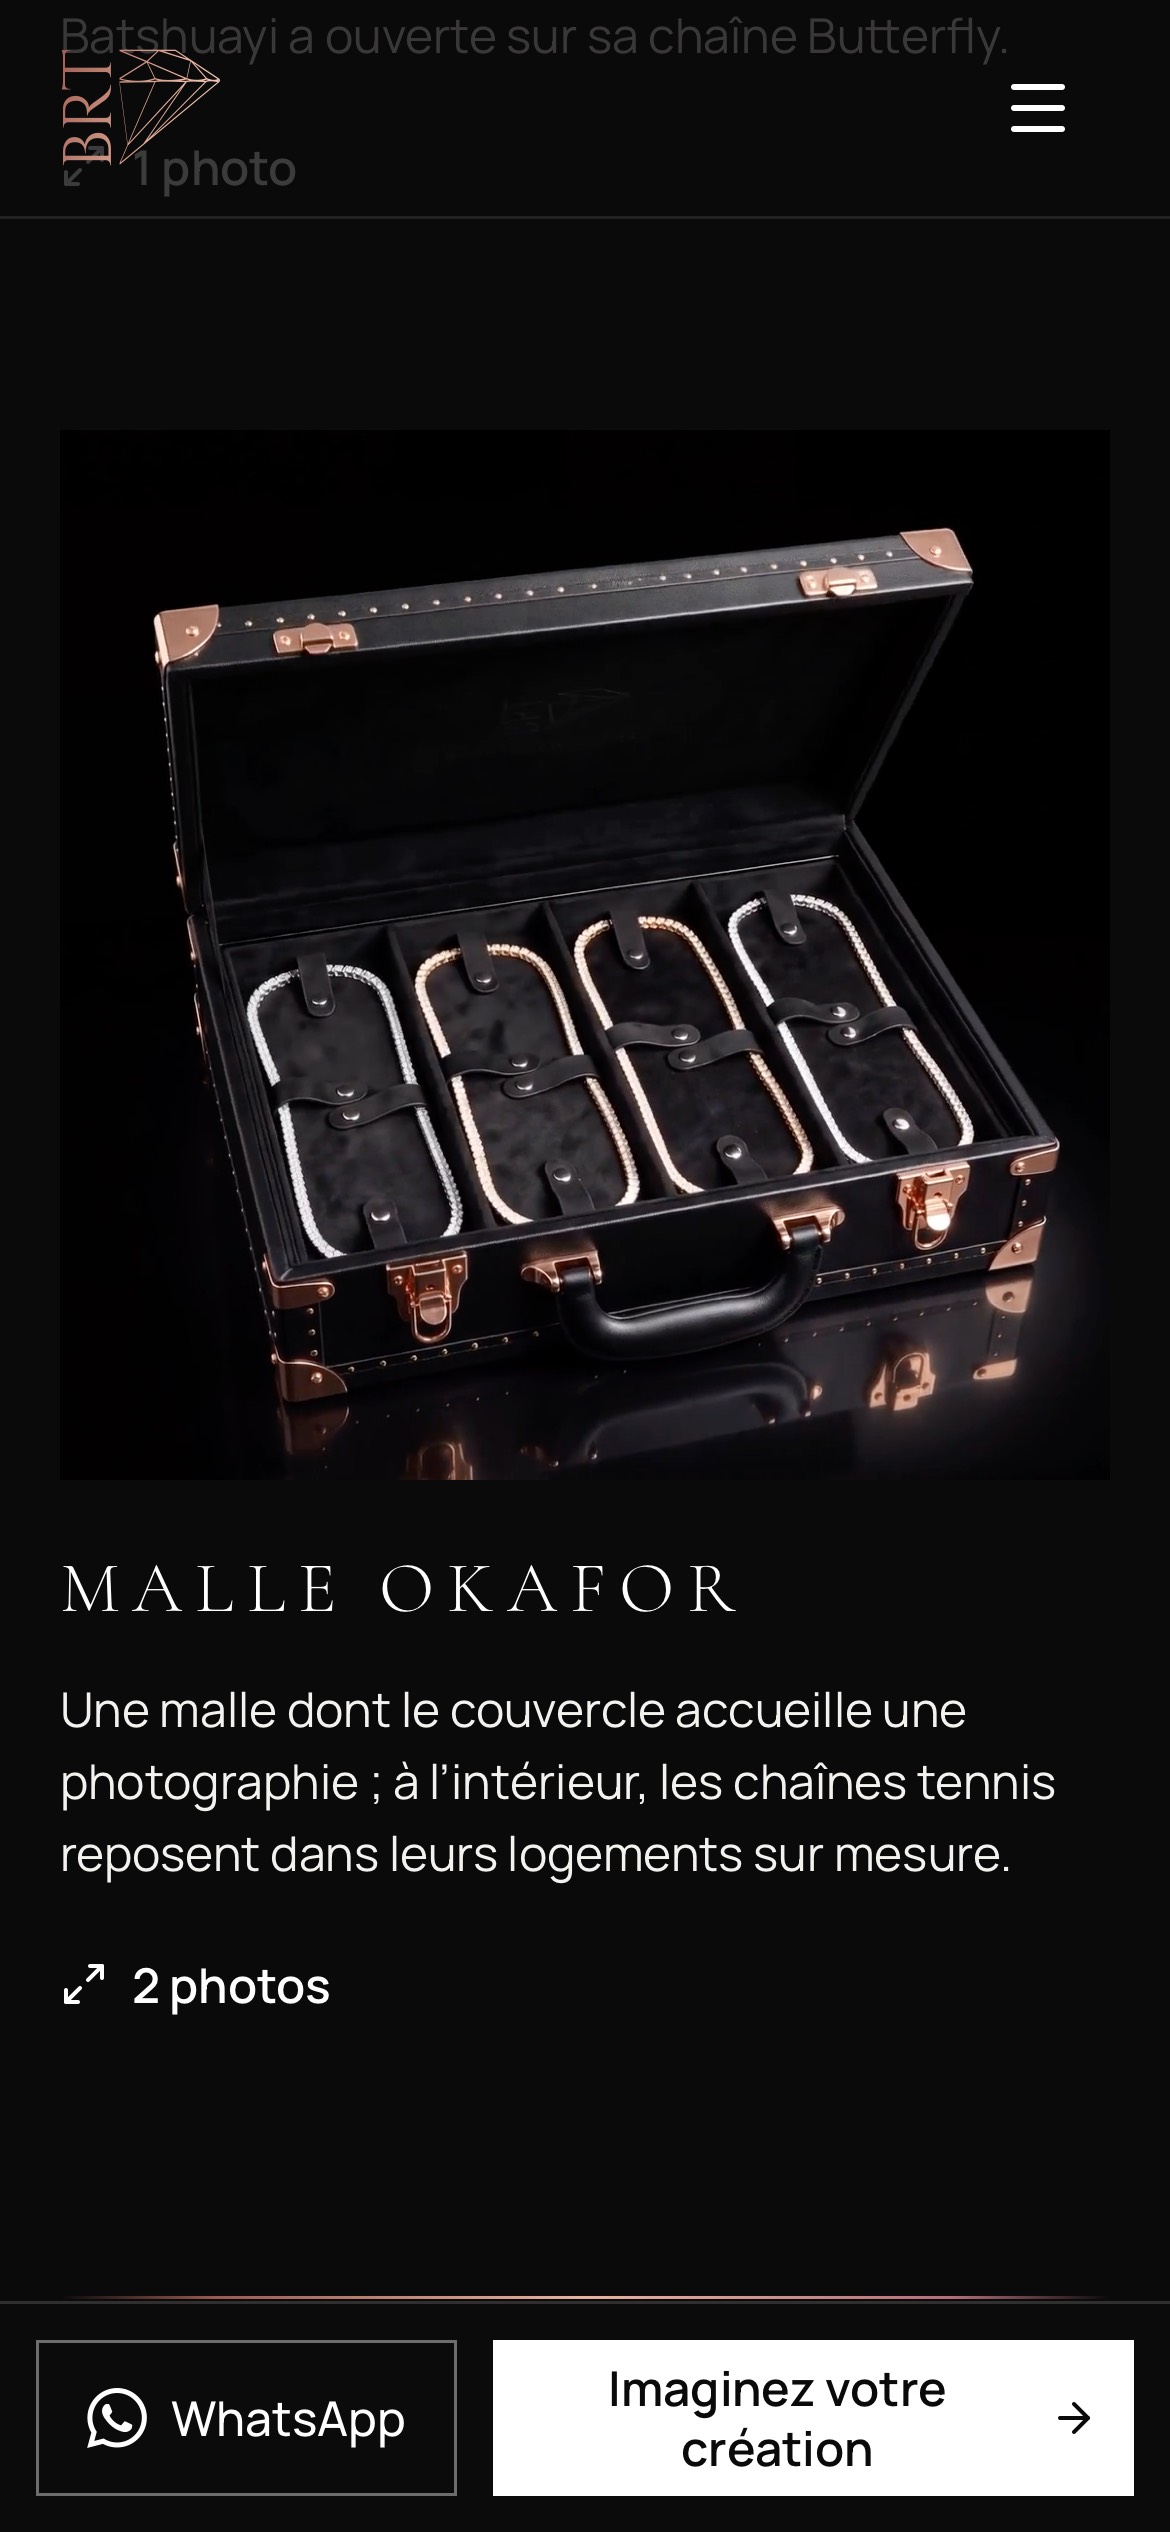 Batshuayi a ouverte sur sa chaîne Butterfly.
BRT
1 photo
MALLE OKAFOR
Une malle dont le couvercle accueille une
photographie ; à l’intérieur, les chaînes tennis
reposent dans leurs logements sur mesure.
2 photos
WhatsApp
Imaginez votre
création